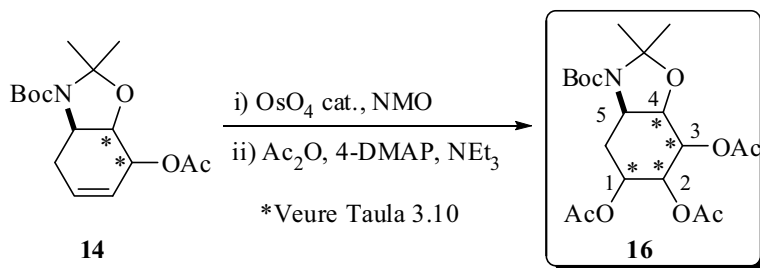 BocN
O
OAc
*
*
14
i) OsO4 cat., NMO
ii) Ac2O, 4-DMAP, NEt3
*Veure Taula 3.10
BocN
O
5
4
3
*
*
OAc
*
*
1
2
AcO
OAc
16